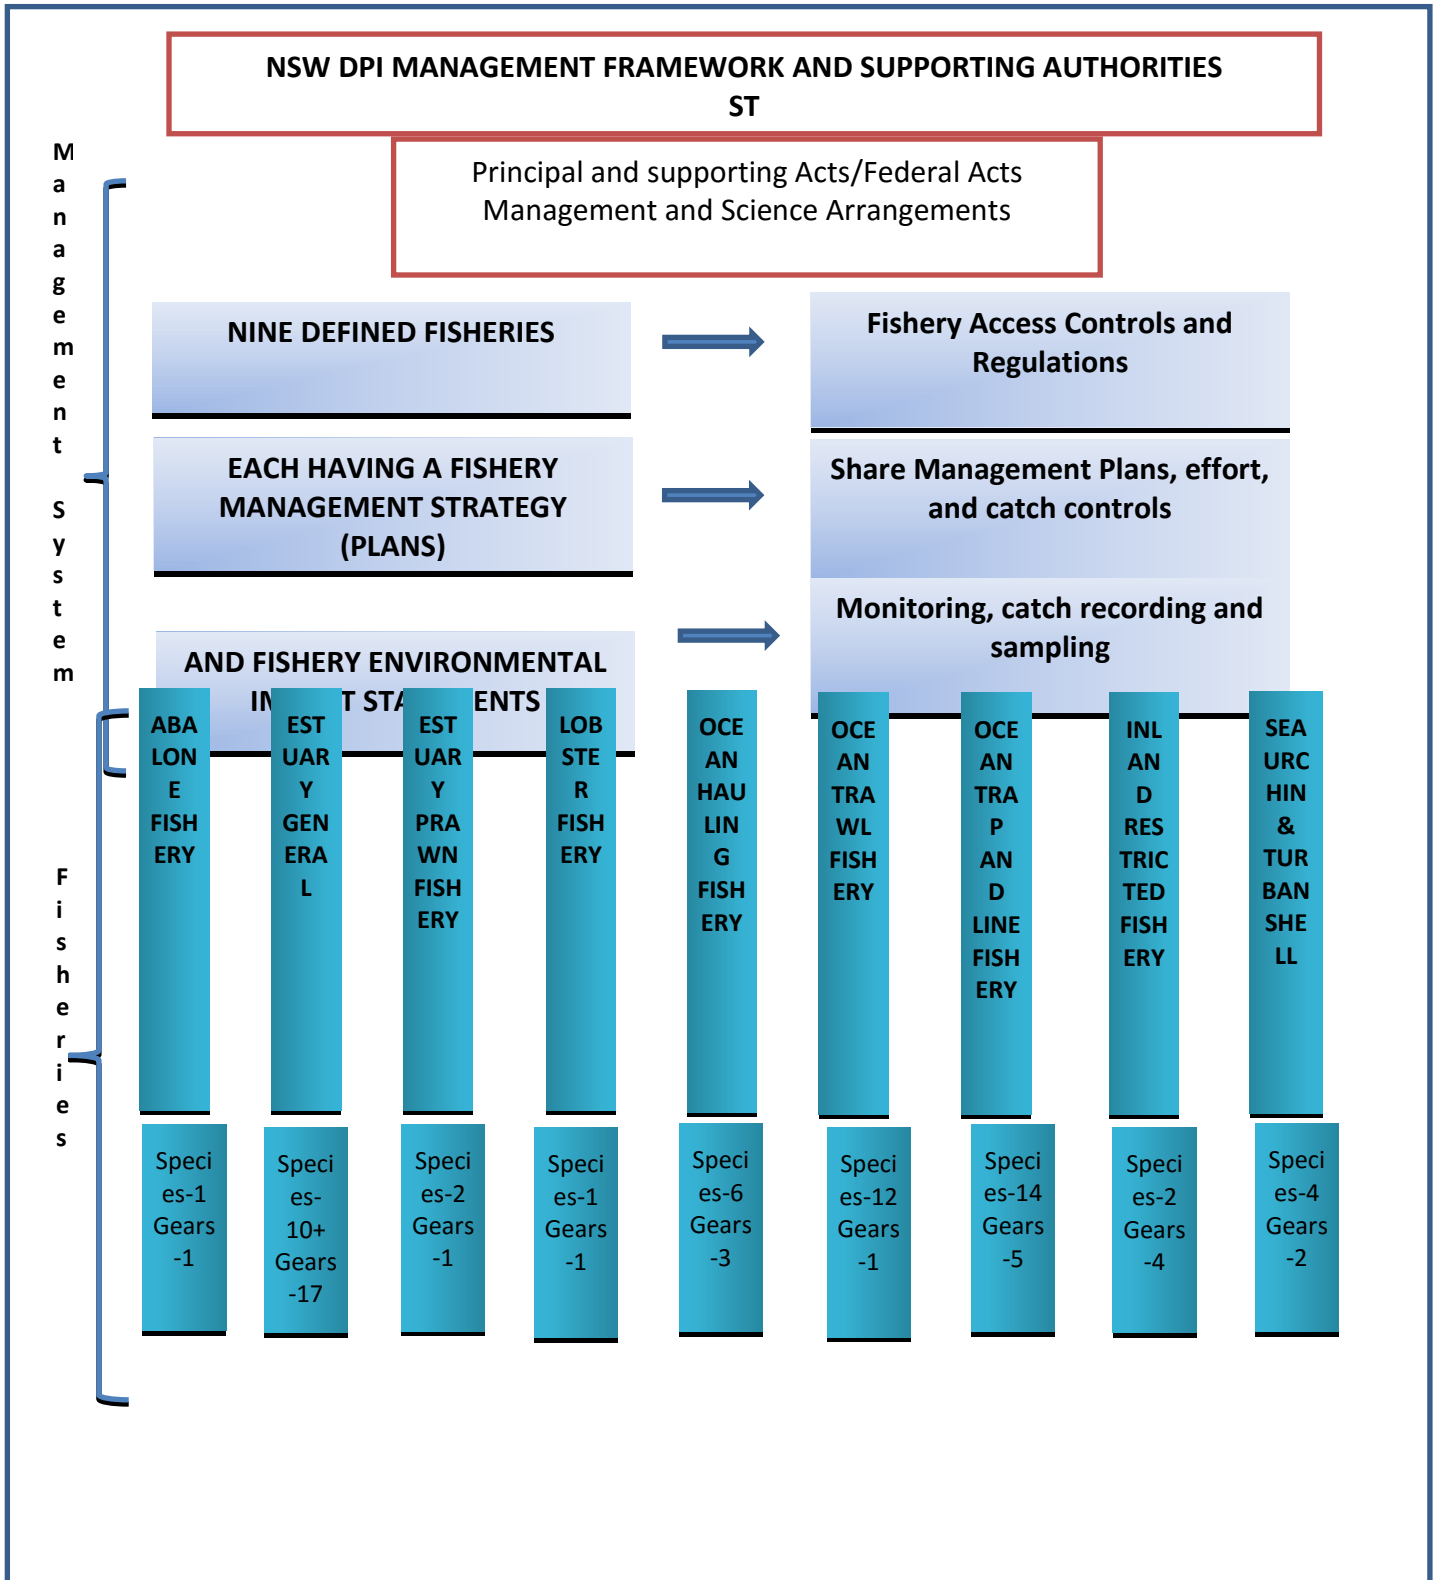 NSW DPI MANAGEMENT FRAMEWORK AND SUPPORTING AUTHORITIES
ST
Principal and supporting Acts/Federal Acts
Management and Science Arrangements
M
a
n
a
g
e
m
e
n
t
S
y
s
t
e
m
NINE DEFINED FISHERIES
Fishery Access Controls and
Regulations
EACH HAVING A FISHERY
MANAGEMENT STRATEGY
(PLANS)
Share Management Plans, effort,
and catch controls
AND FISHERY ENVIRONMENTAL
Monitoring, catch recording and
sampling
F
i
s
h
e
r
i
e
s
ABA
LON
E
FISH
ERY
EST
UAR
Y
GEN
ERA
L
EST
UAR
Y
PRA
WN
FISH
ERY
LOB
STE
R
FISH
ERY
OCE
AN
HAU
LIN
G
FISH
ERY
OCE
AN
TRA
WL
FISH
ERY
OCE
AN
TRA
P
AN
D
LINE
FISH
ERY
INL
AN
D
RES
TRIC
TED
FISH
ERY
SEA
URC
HIN
&
TUR
BAN
SHE
LL
Speci
es-1
Gears
-1
Speci
es-
10+
Gears
-17
Speci
es-2
Gears
-1
Speci
es-1
Gears
-1
Speci
es-6
Gears
-3
Speci
es-12
Gears
-1
Speci
es-14
Gears
-5
Speci
es-2
Gears
-4
Speci
es-4
Gears
-2